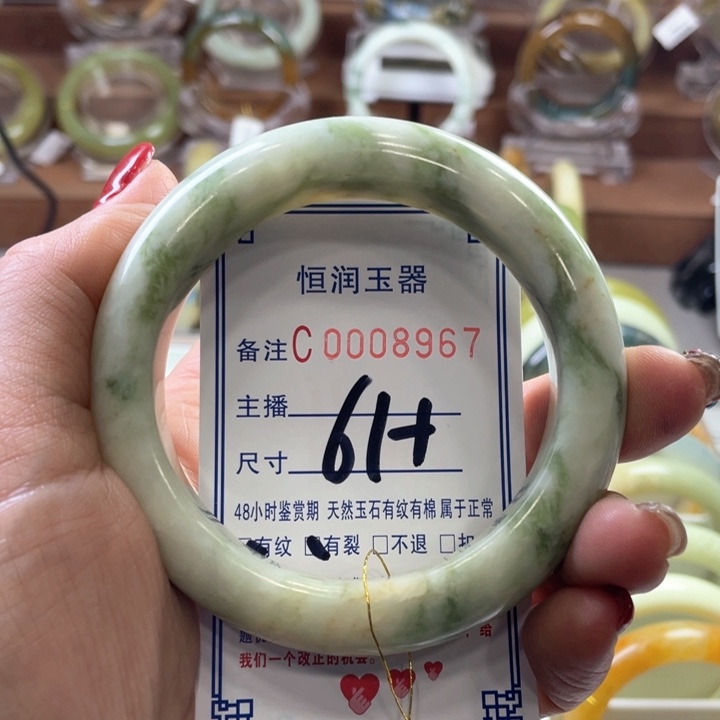 恒润玉器
备注C0008967
主播
尺寸 61+
48小时鉴赏期 天然玉石有纹有棉属于正常
有纹 有裂 不退
我们一个改正的机会。